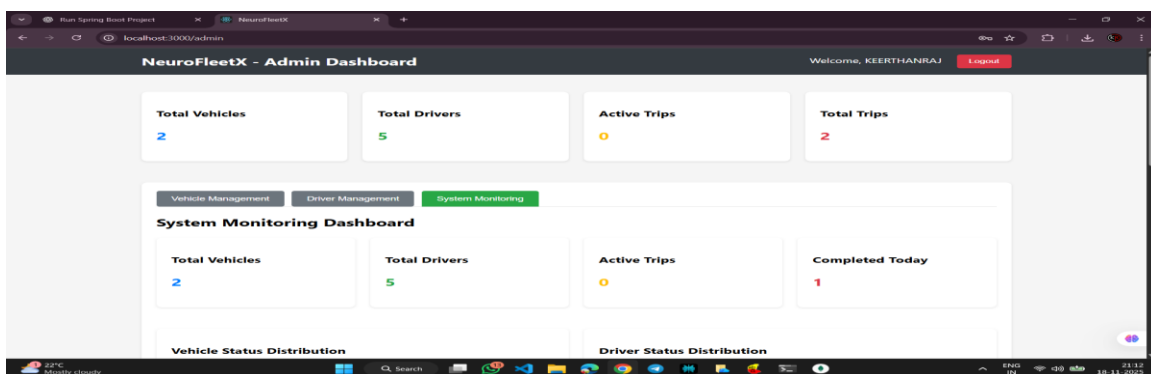 Run Spring Boot Project
NeuroFleetX
localhost:3000/admin
NeuroFleetX - Admin Dashboard
Welcome, KEERTHANRAJ
Logout
Total Vehicles
2
Total Drivers
5
Active Trips
0
Total Trips
2
Vehicle Management
Driver Management
System Monitoring
System Monitoring Dashboard
Total Vehicles
2
Total Drivers
5
Active Trips
0
Completed Today
1
Vehicle Status Distribution
Driver Status Distribution
22°C
Mostly cloudy
Search
ENG
IN
21:12
18-11-2025